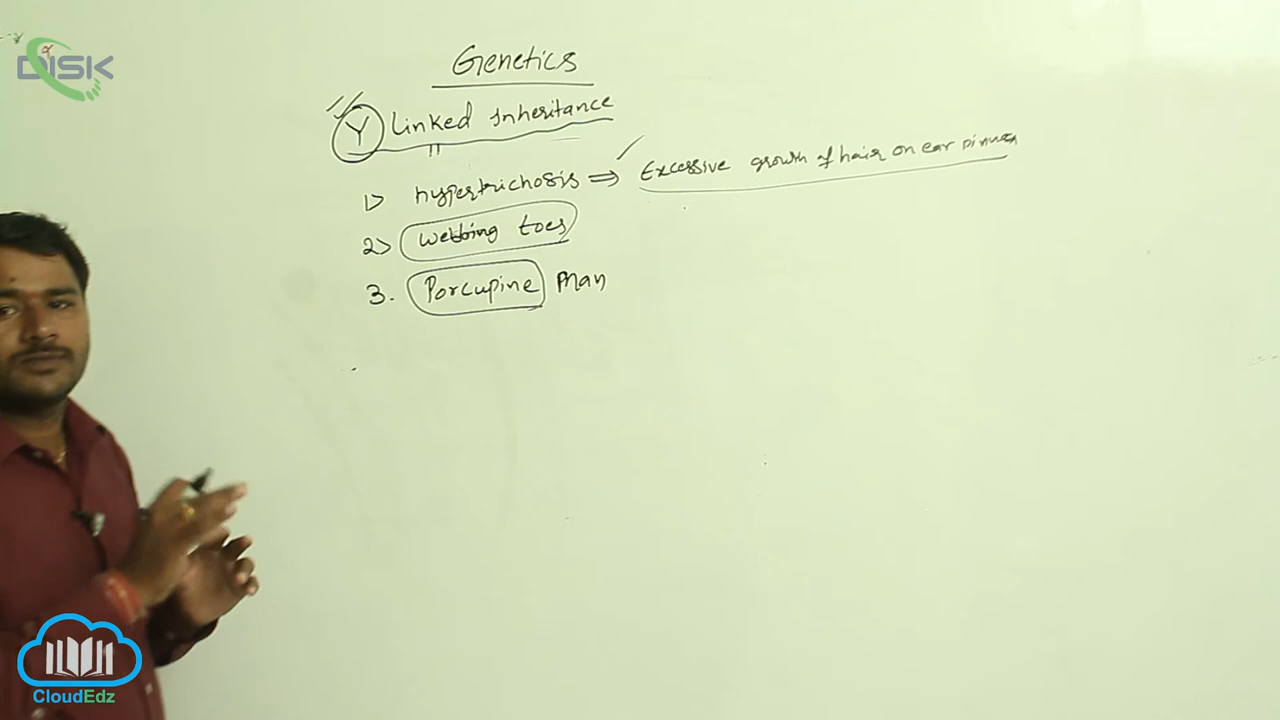 DISK
Genetics
Y Linked Inheritance
1) Hypertrichosis ⇒ Excessive growth of hair on ear pinna
2) Webbing toes
3. Porcupine Man
CloudEdz